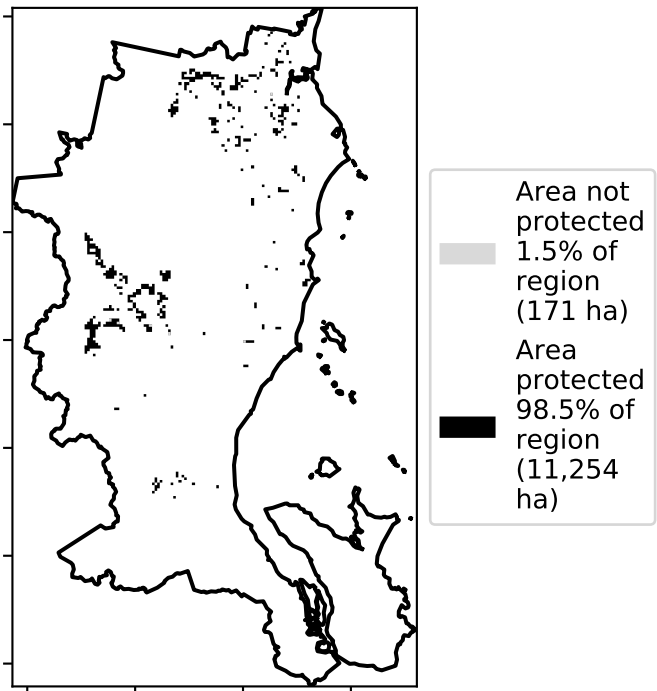 Area not
protected
1.5% of
region
(171 ha)
Area
protected
98.5% of
region
(11,254
ha)